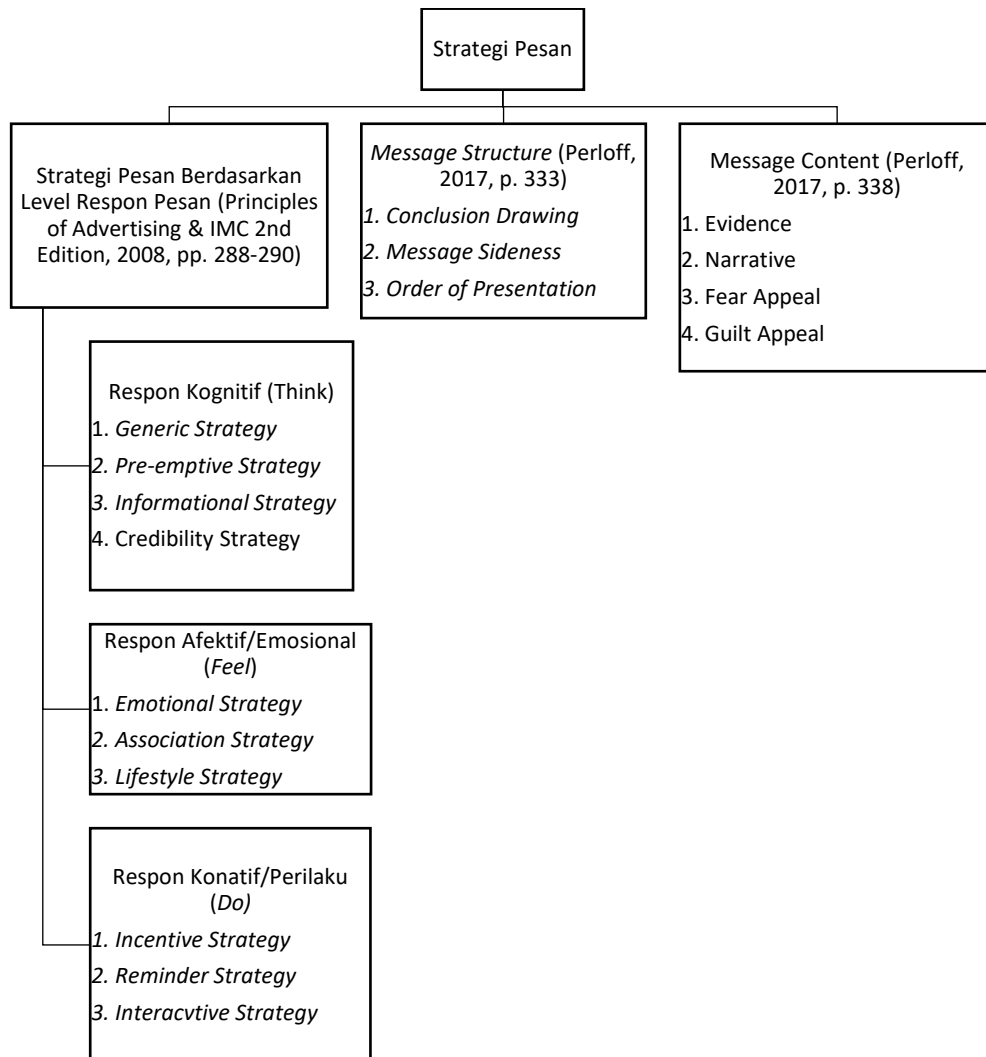 Strategi Pesan
Strategi Pesan Berdasarkan
Level Respon Pesan (Principles
of Advertising & IMC 2nd
Edition, 2008, pp. 288-290)
Message Structure (Perloff,
2017, p. 333)
1. Conclusion Drawing
2. Message Sideness
3. Order of Presentation
Message Content (Perloff,
2017, p. 338)
1. Evidence
2. Narrative
3. Fear Appeal
4. Guilt Appeal
Respon Kognitif (Think)
1. Generic Strategy
2. Pre-emptive Strategy
3. Informational Strategy
4. Credibility Strategy
Respon Afektif/Emosional
(Feel)
1. Emotional Strategy
2. Association Strategy
3. Lifestyle Strategy
Respon Konatif/Perilaku
(Do)
1. Incentive Strategy
2. Reminder Strategy
3. Interacvtive Strategy